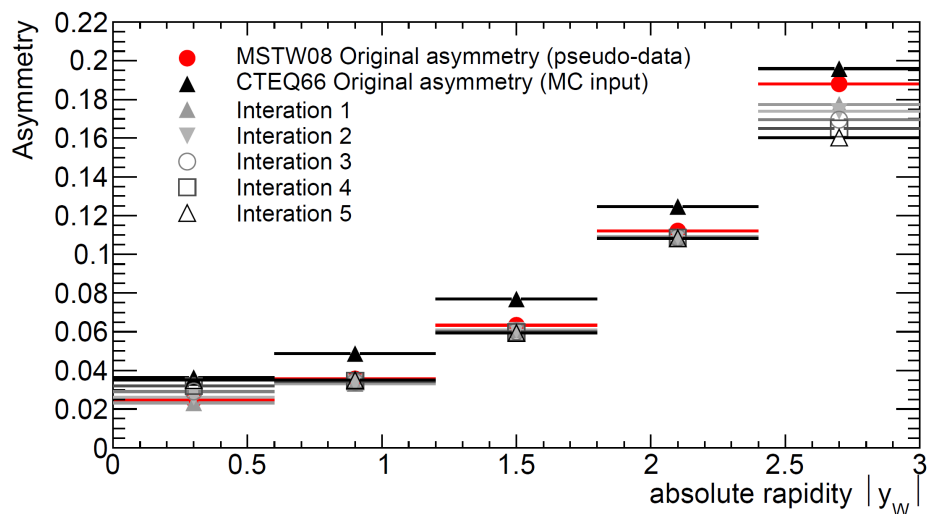 Asymmetry
0.22
0.2
0.18
0.16
0.14
0.12
0.1
0.08
0.06
0.04
0.02
0
MSTW08 Original asymmetry (pseudo-data)
CTEQ66 Original asymmetry (MC input)
Interation 1
Interation 2
Interation 3
Interation 4
Interation 5
0 0.5 1 1.5 2 2.5 3
absolute rapidity |y_W|